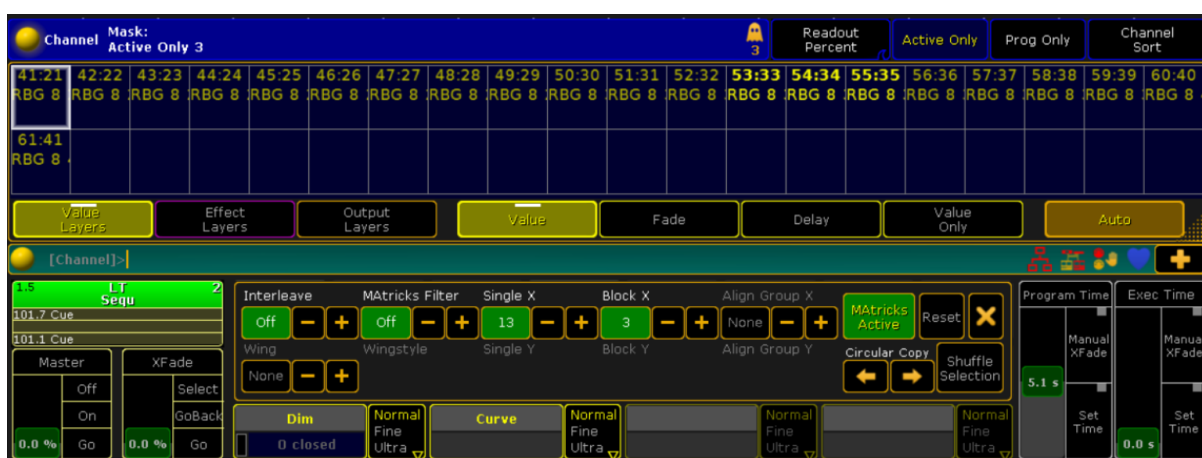 Channel Mask:
Active Only 3
3
Readout
Percent
Active Only
Prog Only
Channel
Sort
41:21 42:22 43:23 44:24 45:25 46:26 47:27 48:28 49:29 50:30 51:31 52:32 53:33 54:34 55:35 56:36 57:37 58:38 59:39 60:40
RBG 8 RBG 8 RBG 8 RBG 8 RBG 8 RBG 8 RBG 8 RBG 8 RBG 8 RBG 8 RBG 8 RBG 8 RBG 8 RBG 8 RBG 8 RBG 8 RBG 8 RBG 8 RBG 8 RBG 8
61:41
RBG 8
Value
Layers
Effect
Layers
Output
Layers
Value
Fade
Delay
Value
Only
Auto
[Channel]>
1.5 LT 2
Sequ
101.7 Cue
101.1 Cue
Master
Off
On
0.0 % Go
XFade
Select
GoBack
0.0 % Go
Interleave MAtricks Filter Single X Block X Align Group X
Off - + Off - + 13 - + 3 - + None - +
Wing Wingstyle Single Y Block Y Align Group Y
None - +
MAtricks
Active
Reset
Circular Copy
Shuffle
Selection
Dim
0 closed
Normal
Fine
Ultra
Curve
Normal
Fine
Ultra
Normal
Fine
Ultra
Normal
Fine
Ultra
Program Time
5.1 s
Manual
XFade
Set
Time
Exec Time
0.0 s
Manua
XFade
Set
Time